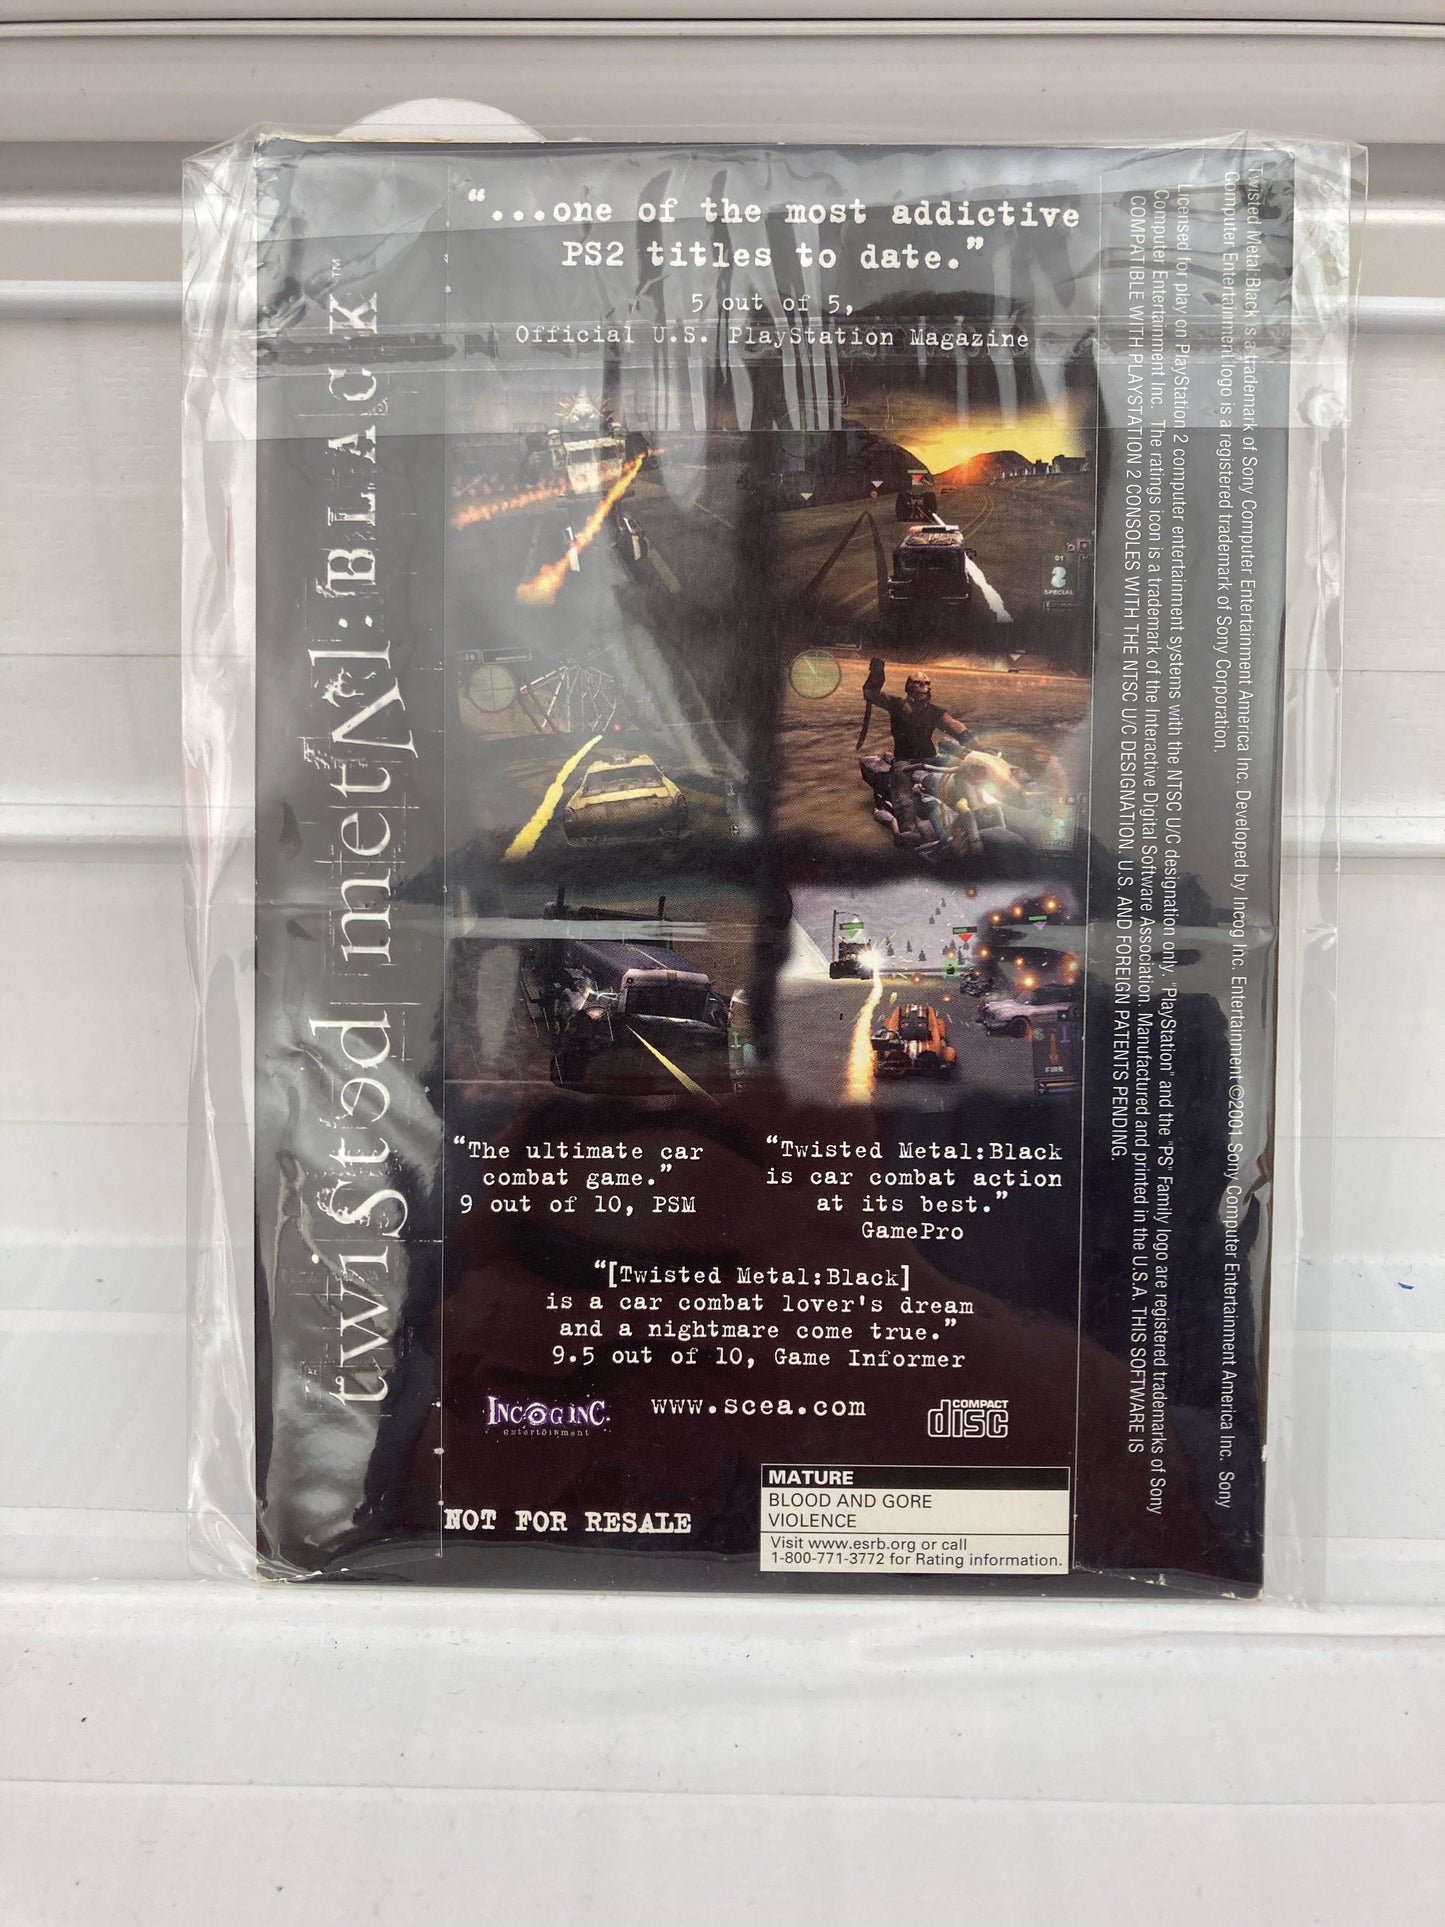 twisted metal: BLACK™
“...one of the most addictive
PS2 titles to date.”
5 out of 5,
Official U.S. PlayStation Magazine
01
SPECIAL
FIRE
“The ultimate car
combat game.”
9 out of 10, PSM
“Twisted Metal:Black
is car combat action
at its best.”
GamePro
“[Twisted Metal:Black]
is a car combat lover's dream
and a nightmare come true.”
9.5 out of 10, Game Informer
INCOG INC.
entertainment
www.scea.com
COMPACT
disc
NOT FOR RESALE
MATURE
BLOOD AND GORE
VIOLENCE
Visit www.esrb.org or call
1-800-771-3772 for Rating information.
Twisted Metal:Black is a trademark of Sony Computer Entertainment America Inc. Developed by Incog Inc. Entertainment ©2001 Sony Computer Entertainment America Inc. Sony
Computer Entertainment logo is a registered trademark of Sony Corporation.
Licensed for play on PlayStation 2 computer entertainment systems with the NTSC U/C designation only. "PlayStation" and the "PS" Family logo are registered trademarks of Sony
Computer Entertainment Inc. The ratings icon is a trademark of the Interactive Digital Software Association. Manufactured and printed in the U.S.A. THIS SOFTWARE IS
COMPATIBLE WITH PLAYSTATION 2 CONSOLES WITH THE NTSC U/C DESIGNATION. U.S. AND FOREIGN PATENTS PENDING.